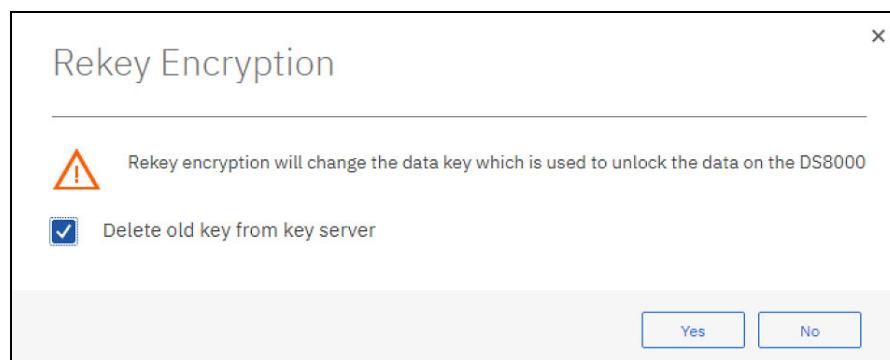 Rekey Encryption
Rekey encryption will change the data key which is used to unlock the data on the DS8000
Delete old key from key server
Yes No